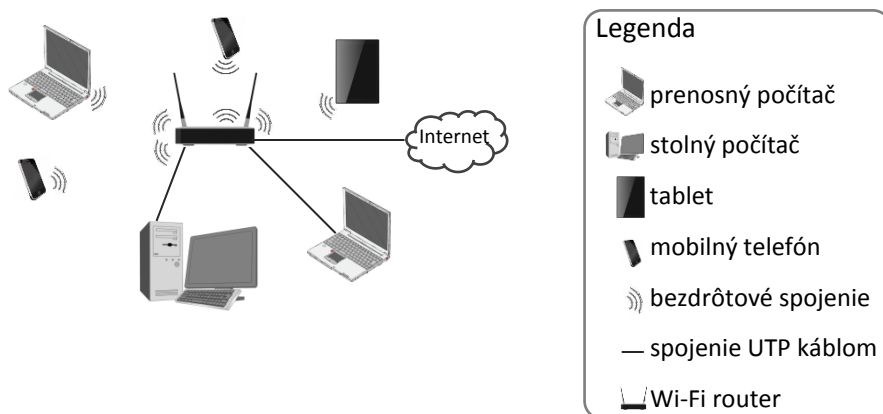 Internet
Legenda
prenosný počítač
stolný počítač
tablet
mobilný telefón
bezdrôtové spojenie
spojenie UTP káblom
Wi-Fi router